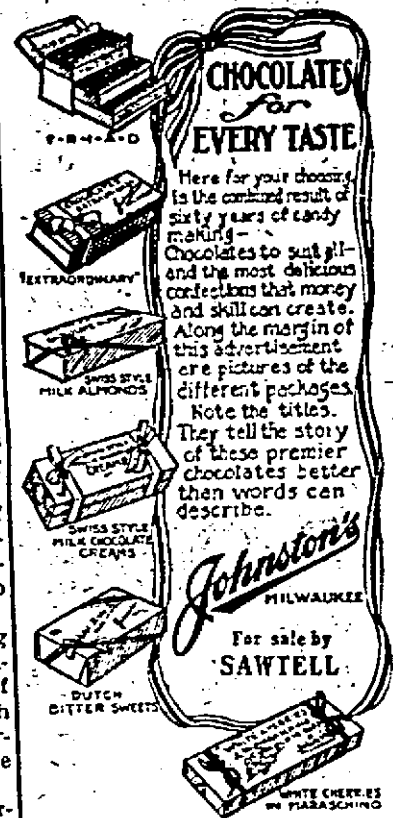 CHOCOLATES
for
EVERY TASTE
Here for your choosing
is the combined result of
sixty years of candy
making—
Chocolates to suit all—
and the most delicious
confections that money
and skill can create.
Along the margin of
this advertisement
are pictures of the
different packages.
Note the titles.
They tell the story
of these premier
chocolates better
than words can
describe.
Johnston's
MILWAUKEE
For sale by
SAWTELL
"EXTRAORDINARY"
SWISS STYLE
MILK ALMONDS
SWISS STYLE
MILK CHOCOLATE
CREAMS
DUTCH
BITTER SWEETS
WHITE CHERRIES
IN MARASCHINO